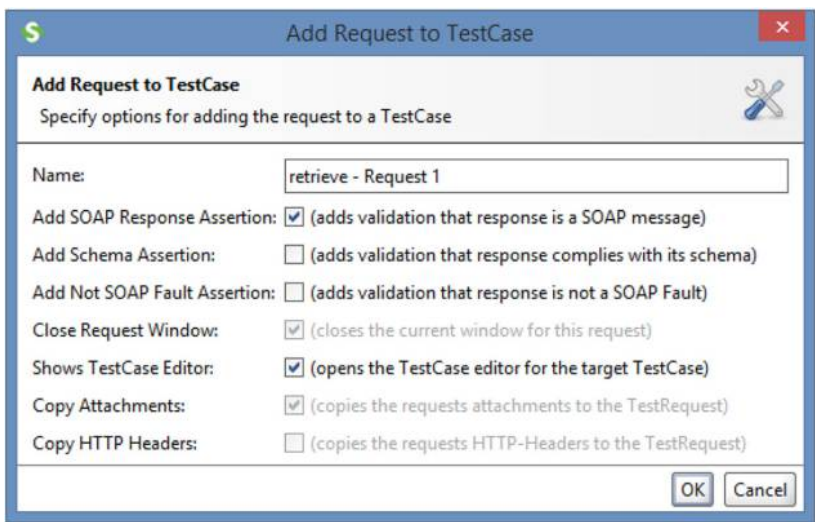 Add Request to TestCase
Add Request to TestCase
Specify options for adding the request to a TestCase
Name: retrieve - Request 1
Add SOAP Response Assertion: (adds validation that response is a SOAP message)
Add Schema Assertion: (adds validation that response complies with its schema)
Add Not SOAP Fault Assertion: (adds validation that response is not a SOAP Fault)
Close Request Window: (closes the current window for this request)
Shows TestCase Editor: (opens the TestCase editor for the target TestCase)
Copy Attachments: (copies the requests attachments to the TestRequest)
Copy HTTP Headers: (copies the requests HTTP-Headers to the TestRequest)
OK Cancel